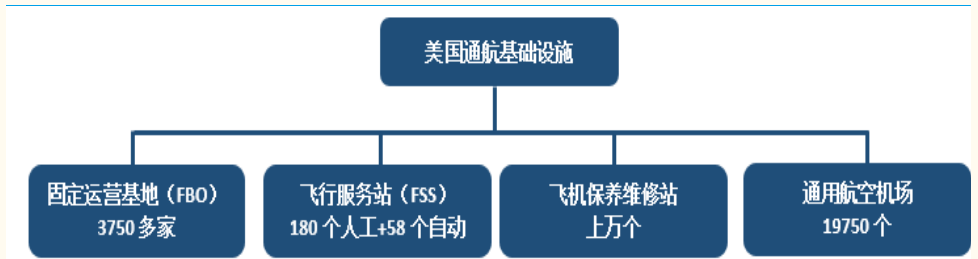 美国通航基础设施
固定运营基地（FBO）
3750 多家
飞行服务站（FSS）
180 个人工+58 个自动
飞机保养维修站
上万个
通用航空机场
19750 个